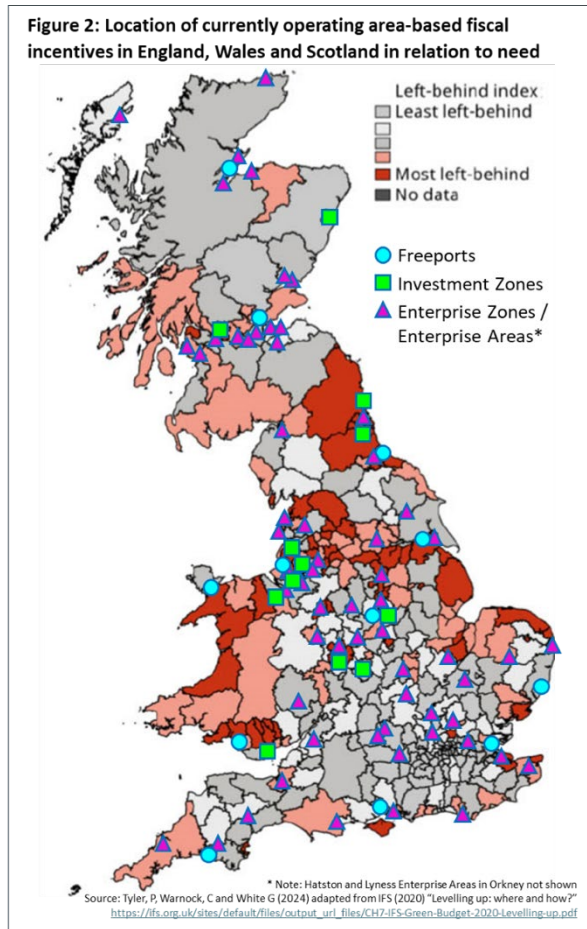 Figure 2: Location of currently operating area-based fiscal
incentives in England, Wales and Scotland in relation to need
Left-behind index:
Least left-behind
Most left-behind
No data
Freeports
Investment Zones
Enterprise Zones /
Enterprise Areas*
* Note: Hatston and Lyness Enterprise Areas in Orkney not shown
Source: Tyler, P, Warnock, C and White G (2024) adapted from IFS (2020) “Levelling up: where and how?”
https://ifs.org.uk/sites/default/files/output_url_files/CH7-IFS-Green-Budget-2020-Levelling-up.pdf